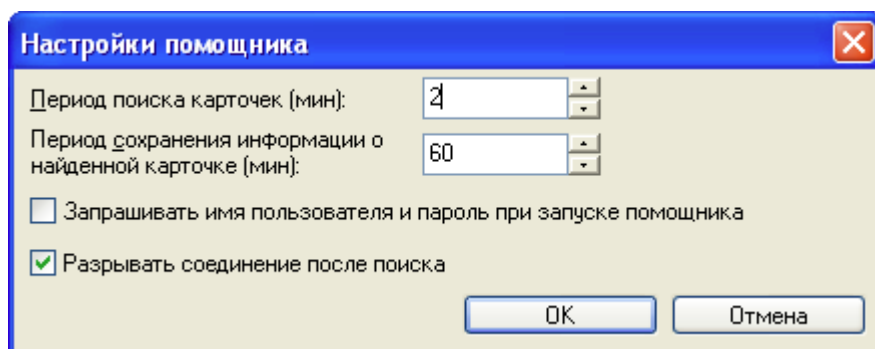 Настройки помощника
Период поиска карточек (мин):
2
Период сохранения информации о
найденной карточке (мин):
60
Запрашивать имя пользователя и пароль при запуске помощника
Разрывать соединение после поиска
OK
Отмена